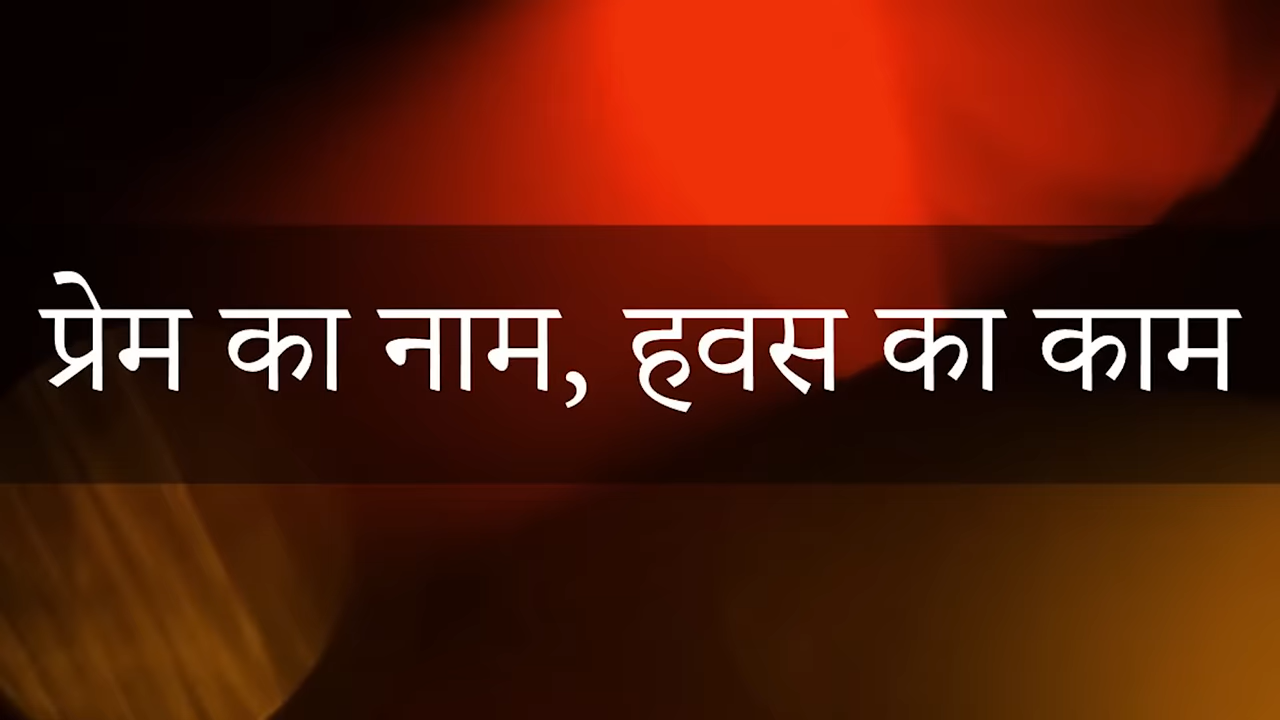 प्रेम का नाम, हवस का काम